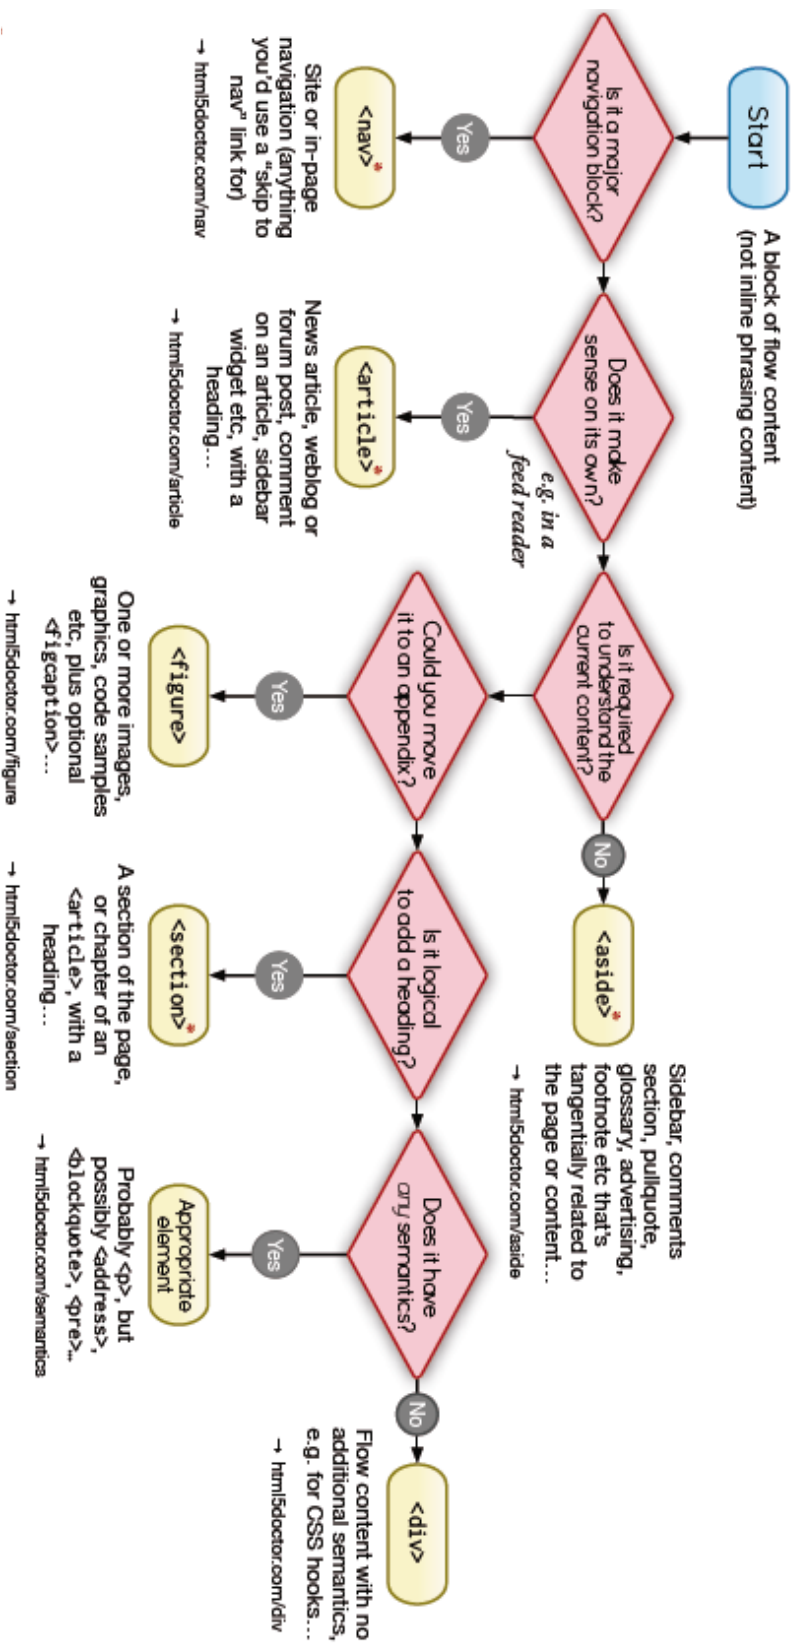 Start
A block of flow content
(not inline phrasing content)
Is it a major
navigation block?
Yes
<nav>*
Site or in-page
navigation (anything
you'd use a "skip to
nav" link for)
→ html5doctor.com/nav
Does it make
sense on its own?
e.g. in a
feed reader
Yes
<article>*
News article, weblog or
forum post, comment
on an article, sidebar
widget etc, with a
heading…
→ html5doctor.com/article
Is it required
to understand the
current content?
No
<aside>*
Sidebar, comments
section, pullquote,
glossary, advertising,
footnote etc that's
tangentially related to
the page or content…
→ html5doctor.com/aside
Could you move
it to an appendix?
Yes
<figure>
One or more images,
graphics, code samples
etc, plus optional
<figcaption>…
→ html5doctor.com/figure
Is it logical
to add a heading?
Yes
<section>*
A section of the page,
or chapter of an
<article>, with a
heading…
→ html5doctor.com/section
Does it have
any semantics?
Yes
Appropriate
element
Probably <p>, but
possibly <address>,
<blockquote>, <pre>…
→ html5doctor.com/semantics
No
<div>
Flow content with no
additional semantics,
e.g. for CSS hooks…
→ html5doctor.com/div